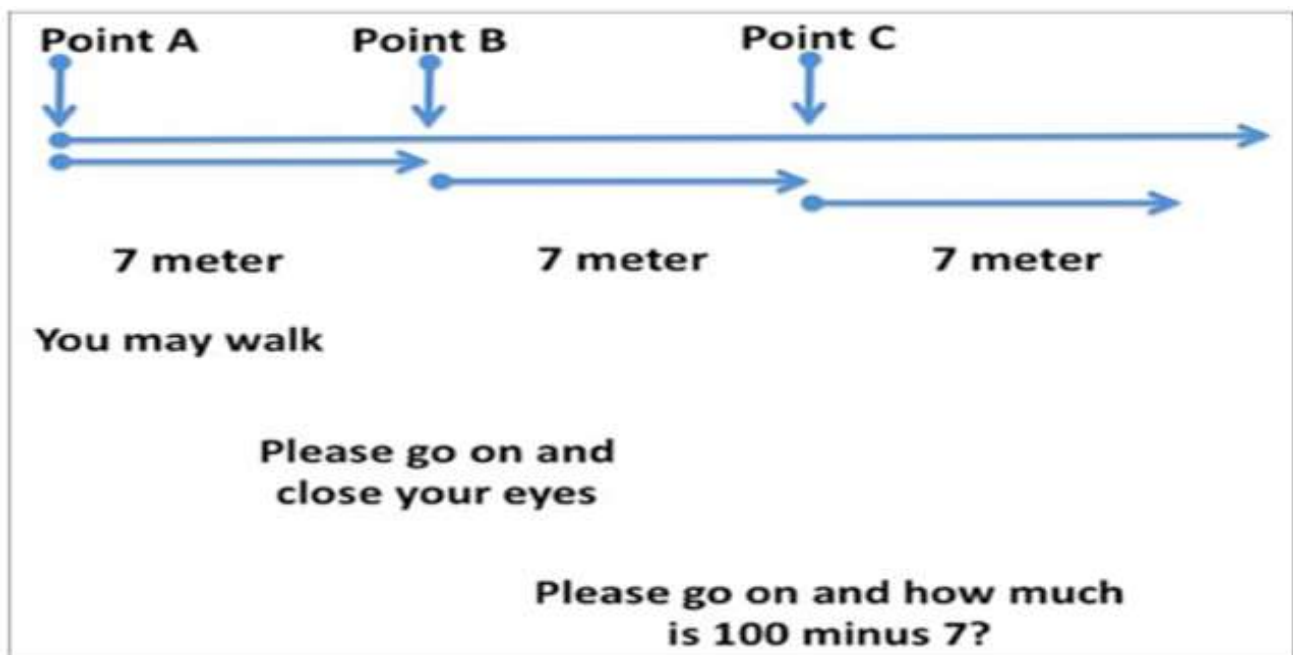 Point A Point B Point C
7 meter 7 meter 7 meter
You may walk
Please go on and
close your eyes
Please go on and how much
is 100 minus 7?